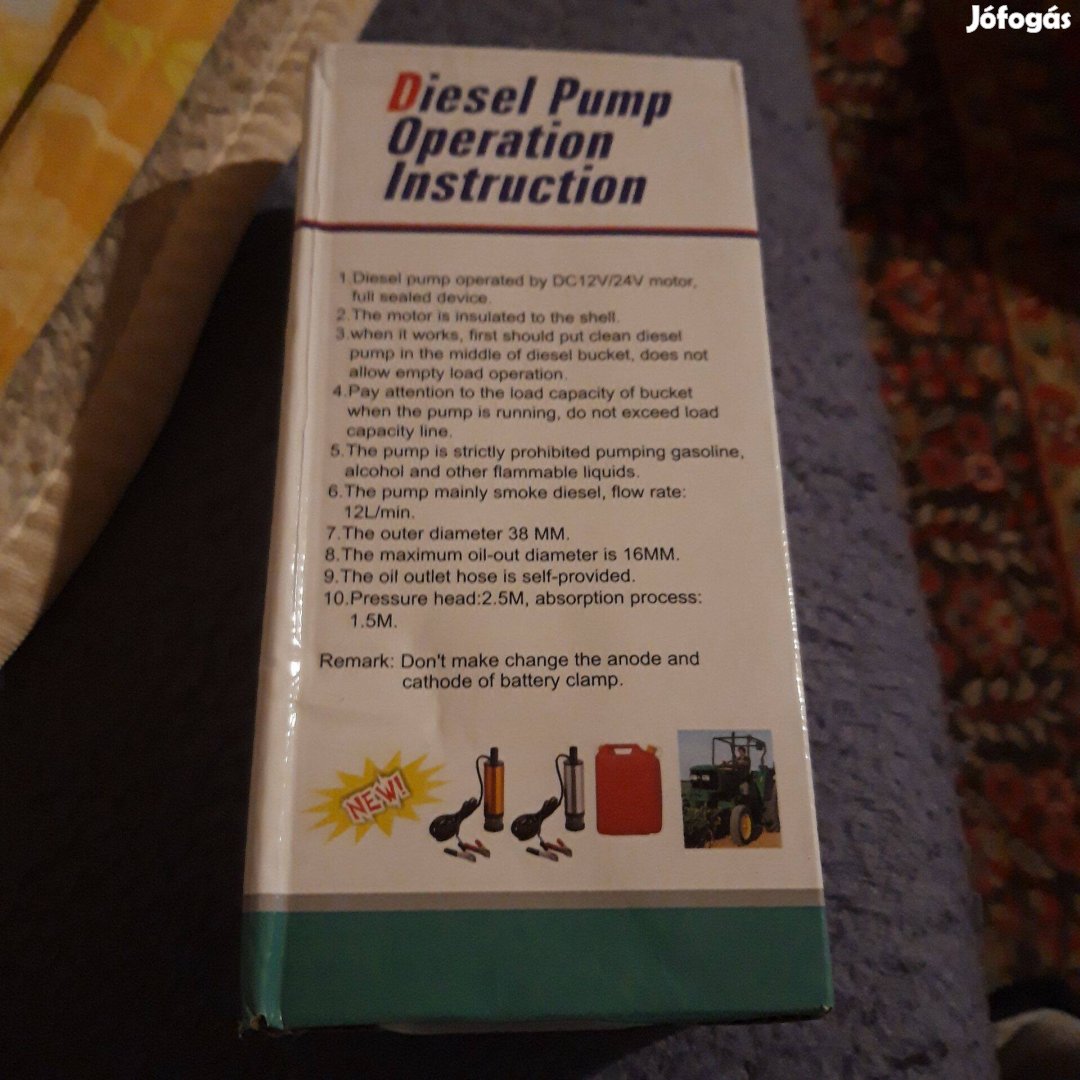 Jófogás
Diesel Pump
Operation
Instruction
1.Diesel pump operated by DC12V/24V motor,
full sealed device.
2.The motor is insulated to the shell.
3.when it works, first should put clean diesel
pump in the middle of diesel bucket, does not
allow empty load operation.
4.Pay attention to the load capacity of bucket
when the pump is running, do not exceed load
capacity line.
5.The pump is strictly prohibited pumping gasoline,
alcohol and other flammable liquids.
6.The pump mainly smoke diesel, flow rate:
12L/min.
7.The outer diameter 38 MM.
8.The maximum oil-out diameter is 16MM.
9.The oil outlet hose is self-provided.
10.Pressure head:2.5M, absorption process:
1.5M.
Remark: Don't make change the anode and
cathode of battery clamp.
NEW!